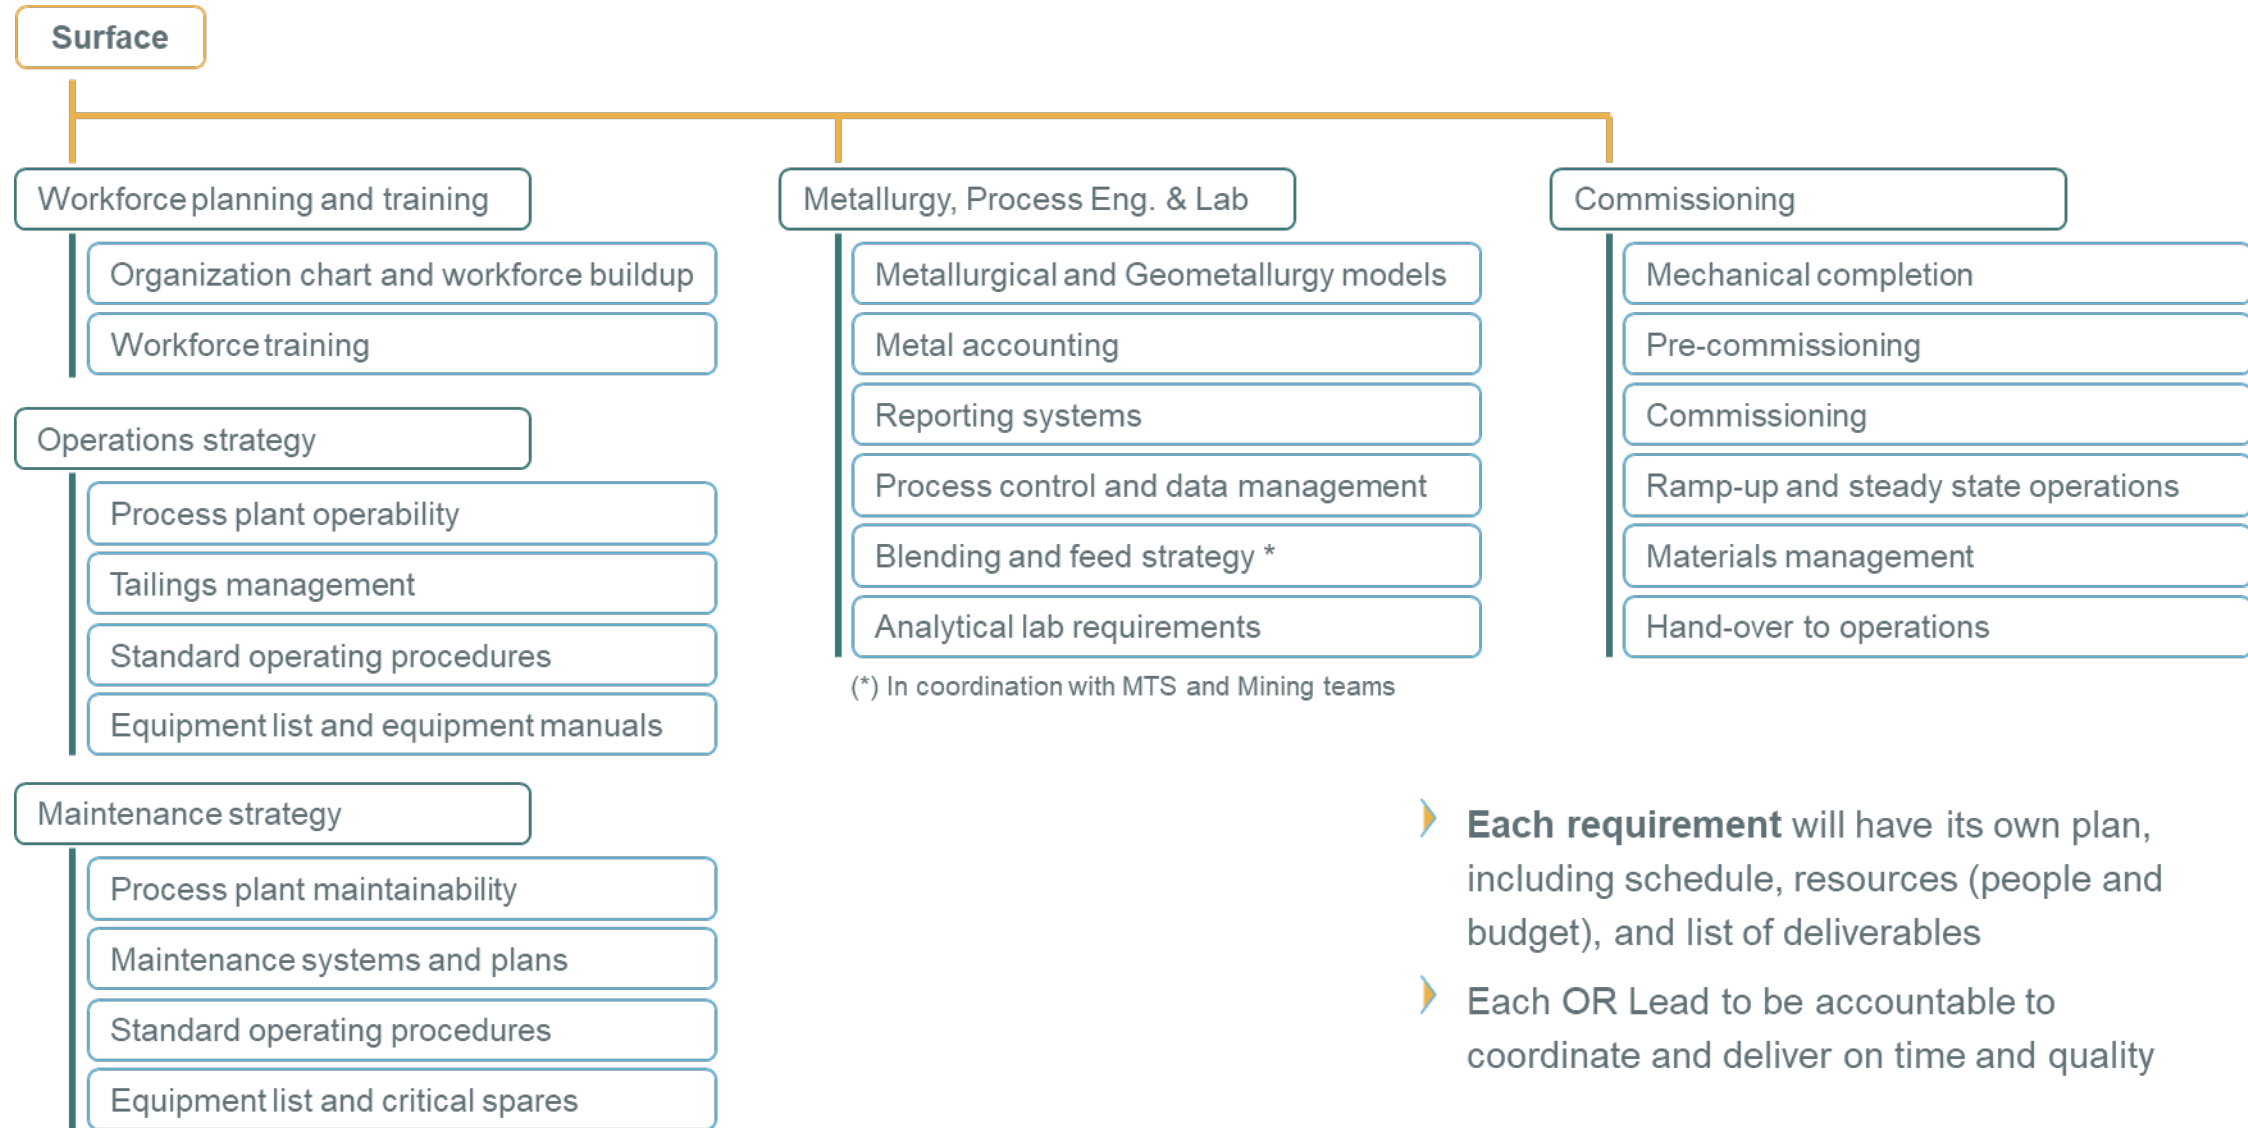 Surface
Workforce planning and training
Organization chart and workforce buildup
Workforce training
Operations strategy
Process plant operability
Tailings management
Standard operating procedures
Equipment list and equipment manuals
Maintenance strategy
Process plant maintainability
Maintenance systems and plans
Standard operating procedures
Equipment list and critical spares
Metallurgy, Process Eng. & Lab
Metallurgical and Geometallurgy models
Metal accounting
Reporting systems
Process control and data management
Blending and feed strategy *
Analytical lab requirements
(*) In coordination with MTS and Mining teams
Commissioning
Mechanical completion
Pre-commissioning
Commissioning
Ramp-up and steady state operations
Materials management
Hand-over to operations
Each requirement will have its own plan,
including schedule, resources (people and
budget), and list of deliverables
Each OR Lead to be accountable to
coordinate and deliver on time and quality